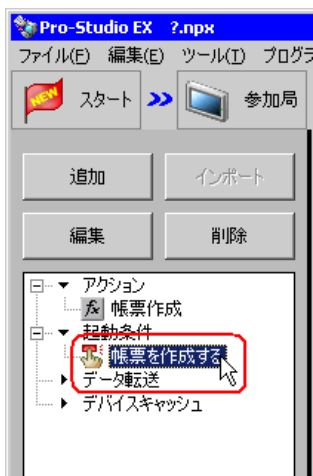 Pro-Studio EX ?.npx
ファイル(F) 編集(E) ツール(T) プログラ
NEW スタート >> 参加局
追加 インポート
編集 削除
アクション
fx 帳票作成
起動条件
帳票を作成する
データ転送
デバイスキャッシュ